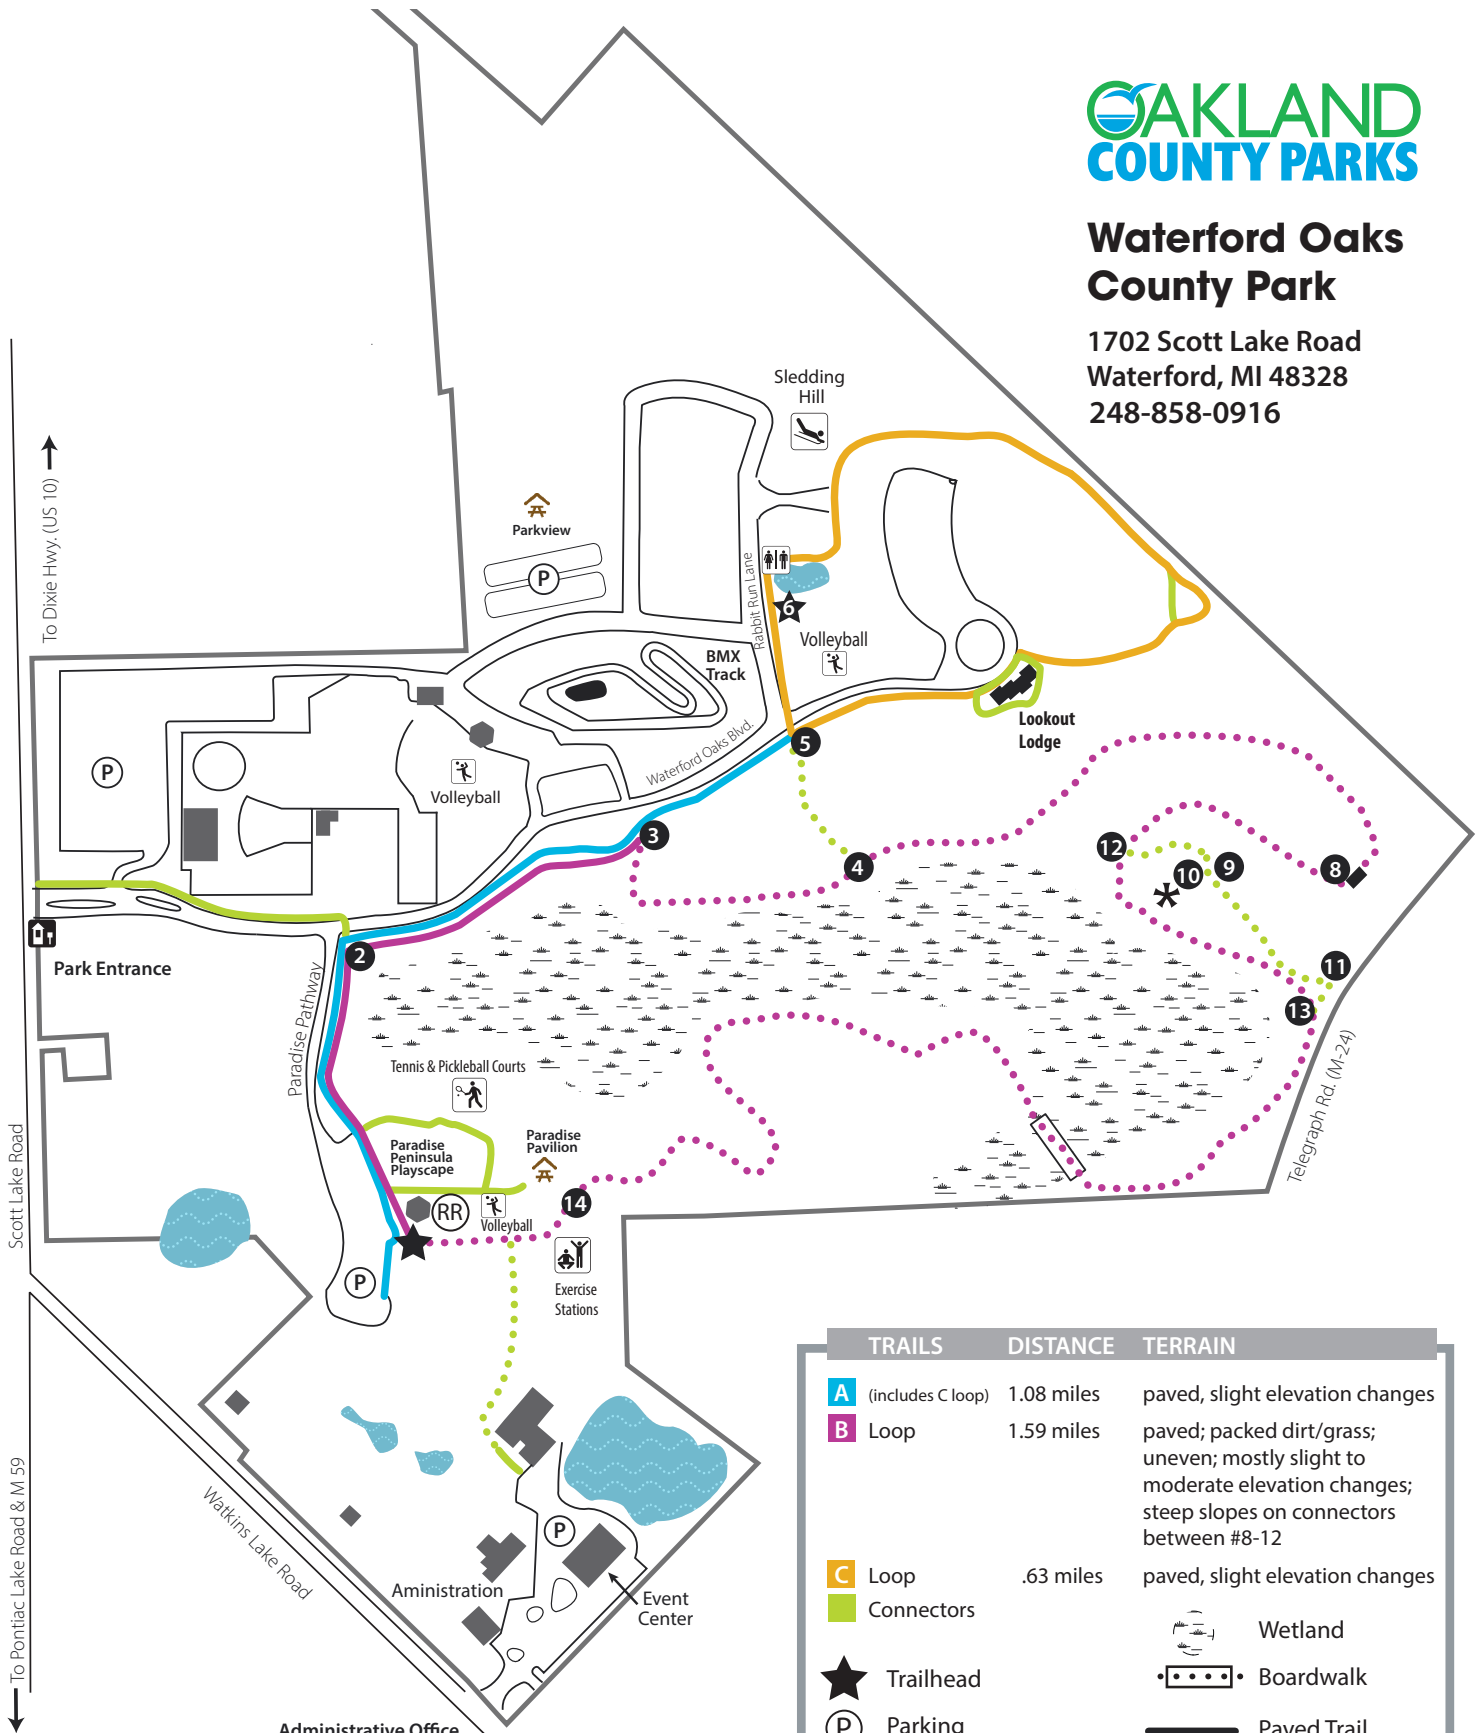 OAKLAND
COUNTY PARKS
Waterford Oaks
County Park
1702 Scott Lake Road
Waterford, MI 48328
248-858-0916
Sledding
Hill
To Dixie Hwy. (US 10)
Parkview
P
Rabbit Run Lane
6
Volleyball
BMX
Track
Lookout
Lodge
5
Waterford Oaks Blvd.
P
Volleyball
3
4
12
10
9
8
Park Entrance
2
11
13
Paradise Pathway
Tennis & Pickleball Courts
Telegraph Rd. (M-24)
Paradise
Peninsula
Playscape
Paradise
Pavilion
Scott Lake Road
RR
Volleyball
14
P
Exercise
Stations
TRAILS DISTANCE TERRAIN
A (includes C loop) 1.08 miles paved, slight elevation changes
B Loop 1.59 miles paved; packed dirt/grass;
uneven; mostly slight to
moderate elevation changes;
steep slopes on connectors
between #8-12
C Loop .63 miles paved, slight elevation changes
Connectors
Wetland
Trailhead
Boardwalk
P Parking
Paved Trail
To Pontiac Lake Road & M 59
Watkins Lake Road
P
Aministration
Event
Center
Administrative Office